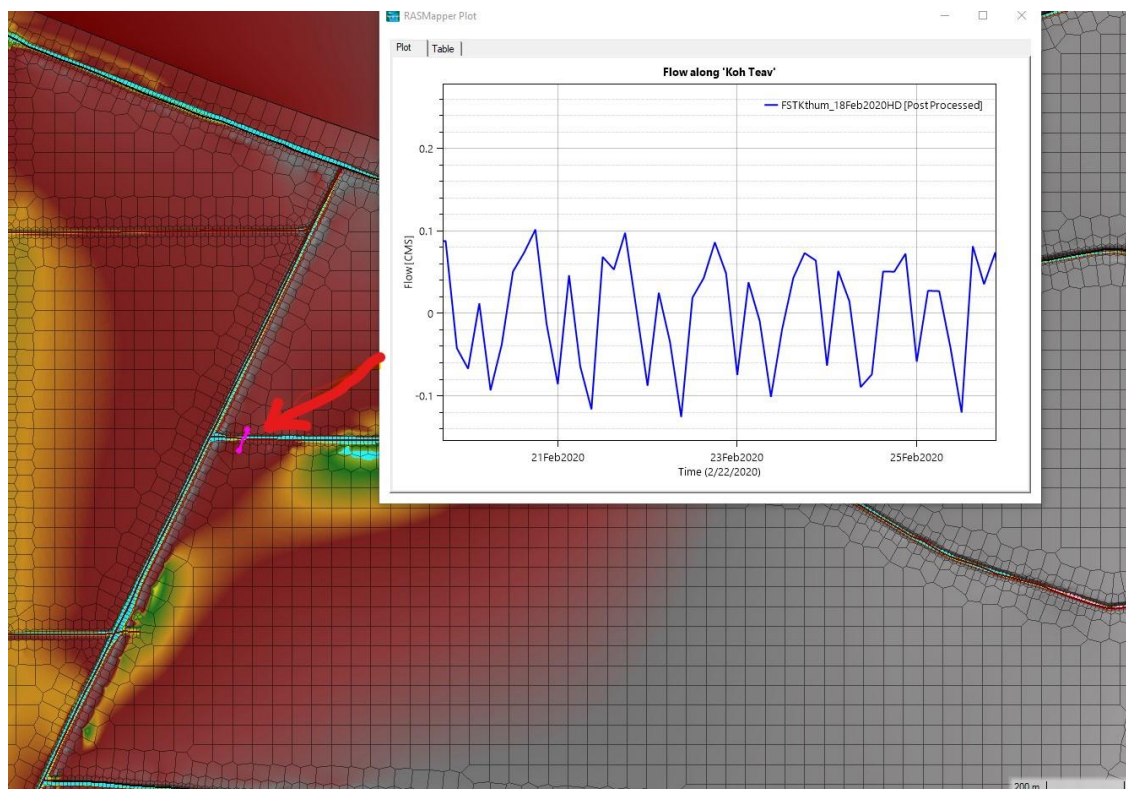 RASMapper Plot
Plot
Table
Flow along 'Koh Teav'
FSTKthum_18Feb2020HD [Post Processed]
0.2
0.1
0
-0.1
Flow [CMS]
21Feb2020
23Feb2020
25Feb2020
Time (2/22/2020)
200 m